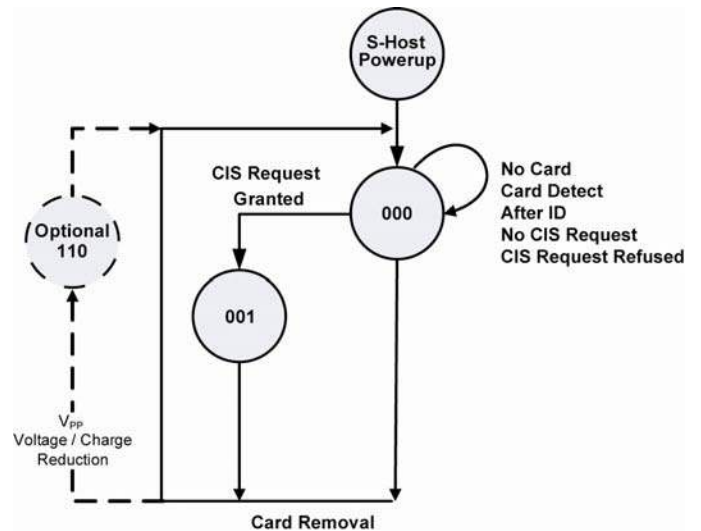 S-Host
Powerup
CIS Request
Granted
000
No Card
Card Detect
After ID
No CIS Request
CIS Request Refused
Optional
110
001
VPP
Voltage / Charge
Reduction
Card Removal